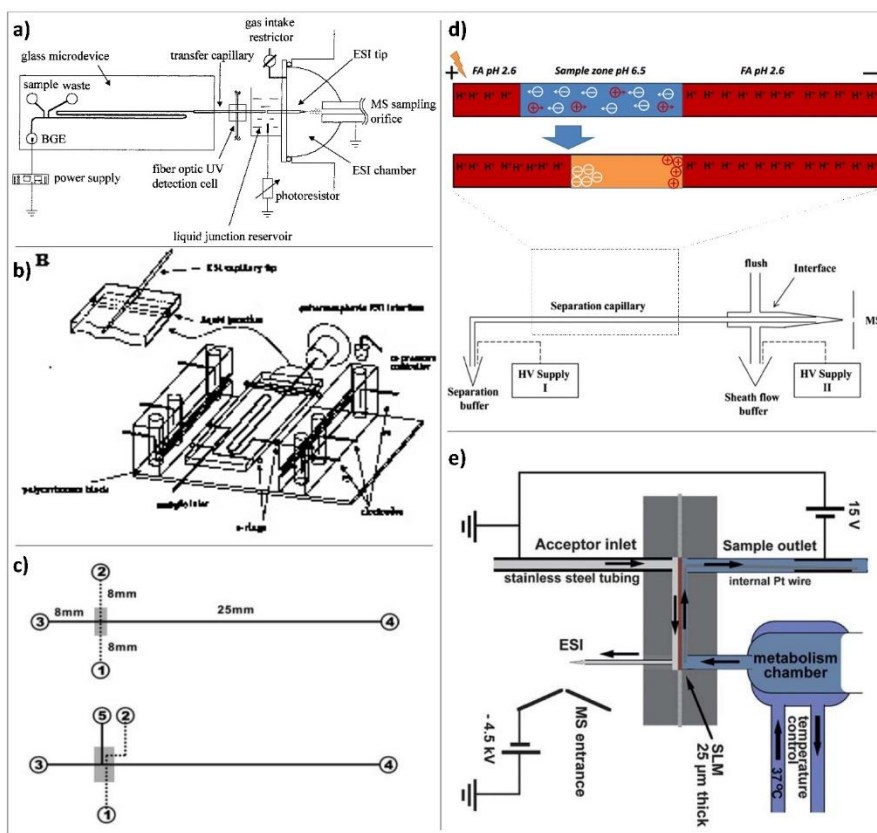 a)
gas intake
restrictor
transfer capillary
ESI tip
glass microdevice
sample waste
MS sampling
orifice
BGE
ESI chamber
fiber optic UV
detection cell
power supply
photoresistor
liquid junction reservoir
b) B
ESI capillary tip
liquid junction
c)
2
8mm
8mm
25mm
3
4
8mm
1
5
2
3
4
1
d)
+
FA pH 2.6
Sample zone pH 6.5
FA pH 2.6
—
H⁺ H⁺ H⁺ H⁺
H⁺ H⁺ H⁺ H⁺ H⁺ H⁺
flush
Interface
Separation capillary
MS
HV Supply
I
HV Supply
II
Separation
buffer
Sheath flow
buffer
e)
15 V
Acceptor inlet
Sample outlet
stainless steel tubing
internal Pt wire
ESI
metabolism
chamber
MS entrance
- 4.5 kV
SLM
25 µm thick
37°C
temperature
control